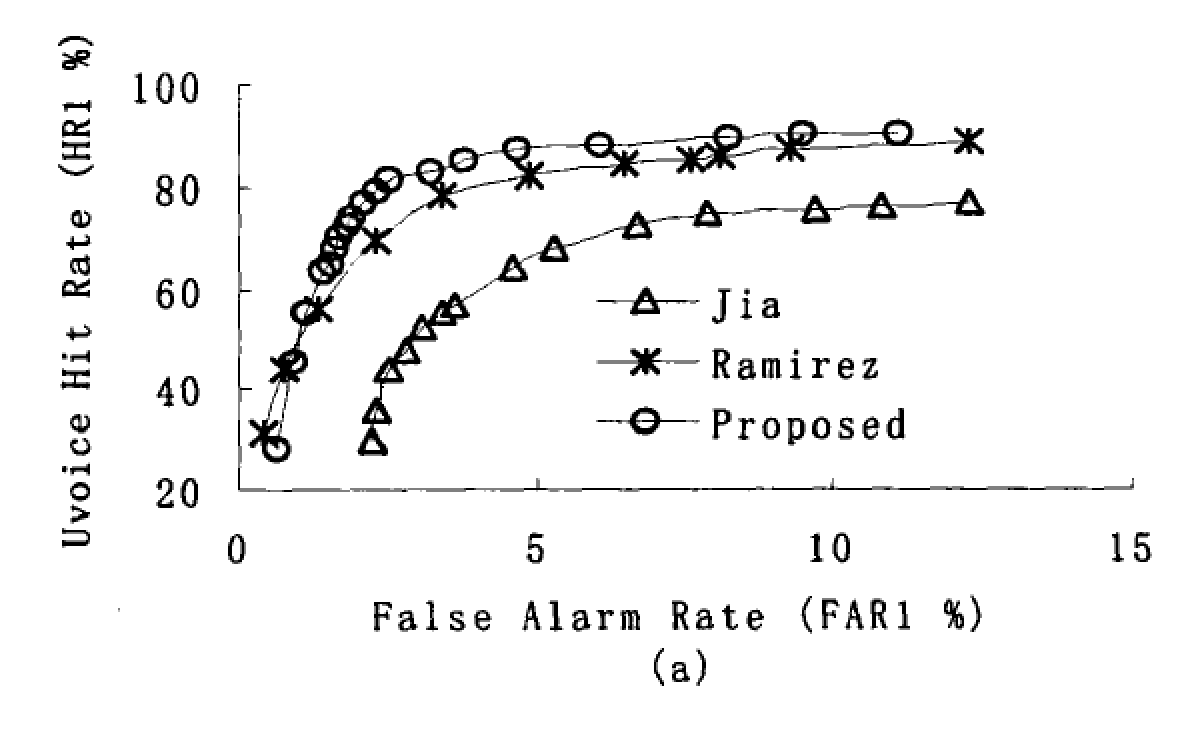 Uvoice Hit Rate (HR1 %)
100
80
60
40
20
0 5 10 15
Jia
Ramirez
Proposed
False Alarm Rate (FAR1 %)
(a)